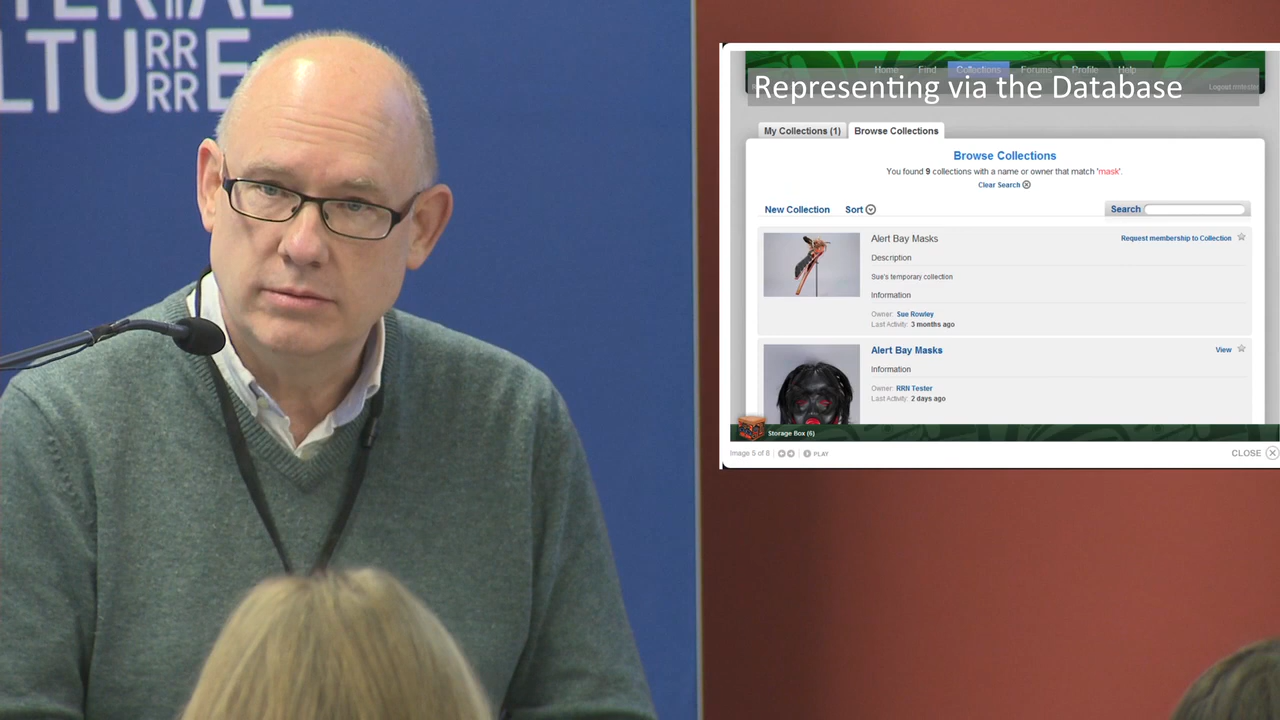 LTURE
RR
RR
Home Find Collections Forums Profile Help
Representing via the Database
My Collections (1) Browse Collections
Browse Collections
You found 9 collections with a name or owner that match 'mask'.
Clear Search
New Collection Sort
Search
Alert Bay Masks
Request membership to Collection
Description
Sue's temporary collection
Information
Owner: Sue Rowley
Last Activity: 3 months ago
Alert Bay Masks
View
Information
Owner: RRN Tester
Last Activity: 2 days ago
Storage Box (6)
Image 5 of 8 PLAY
CLOSE